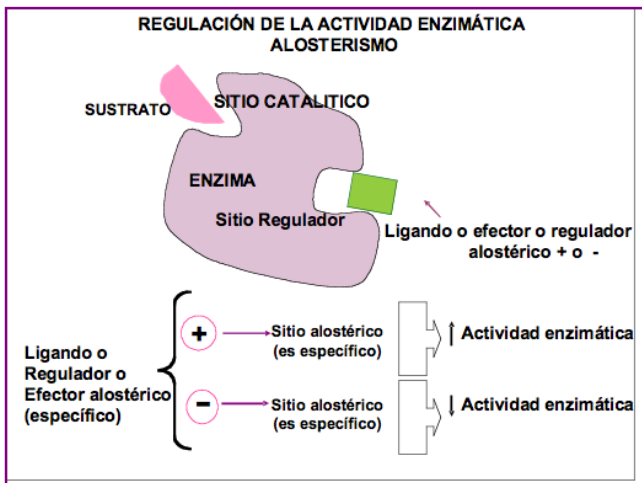 REGULACIÓN DE LA ACTIVIDAD ENZIMÁTICA
ALOSTERISMO
SITIO CATALITICO
SUSTRATO
ENZIMA
Sitio Regulador
Ligando o efector o regulador
alostérico + o -
Ligando o
Regulador o
Efector alostérico
(específico)
+
Sitio alostérico
(es específico)
Actividad enzimática
-
Sitio alostérico
(es específico)
Actividad enzimática